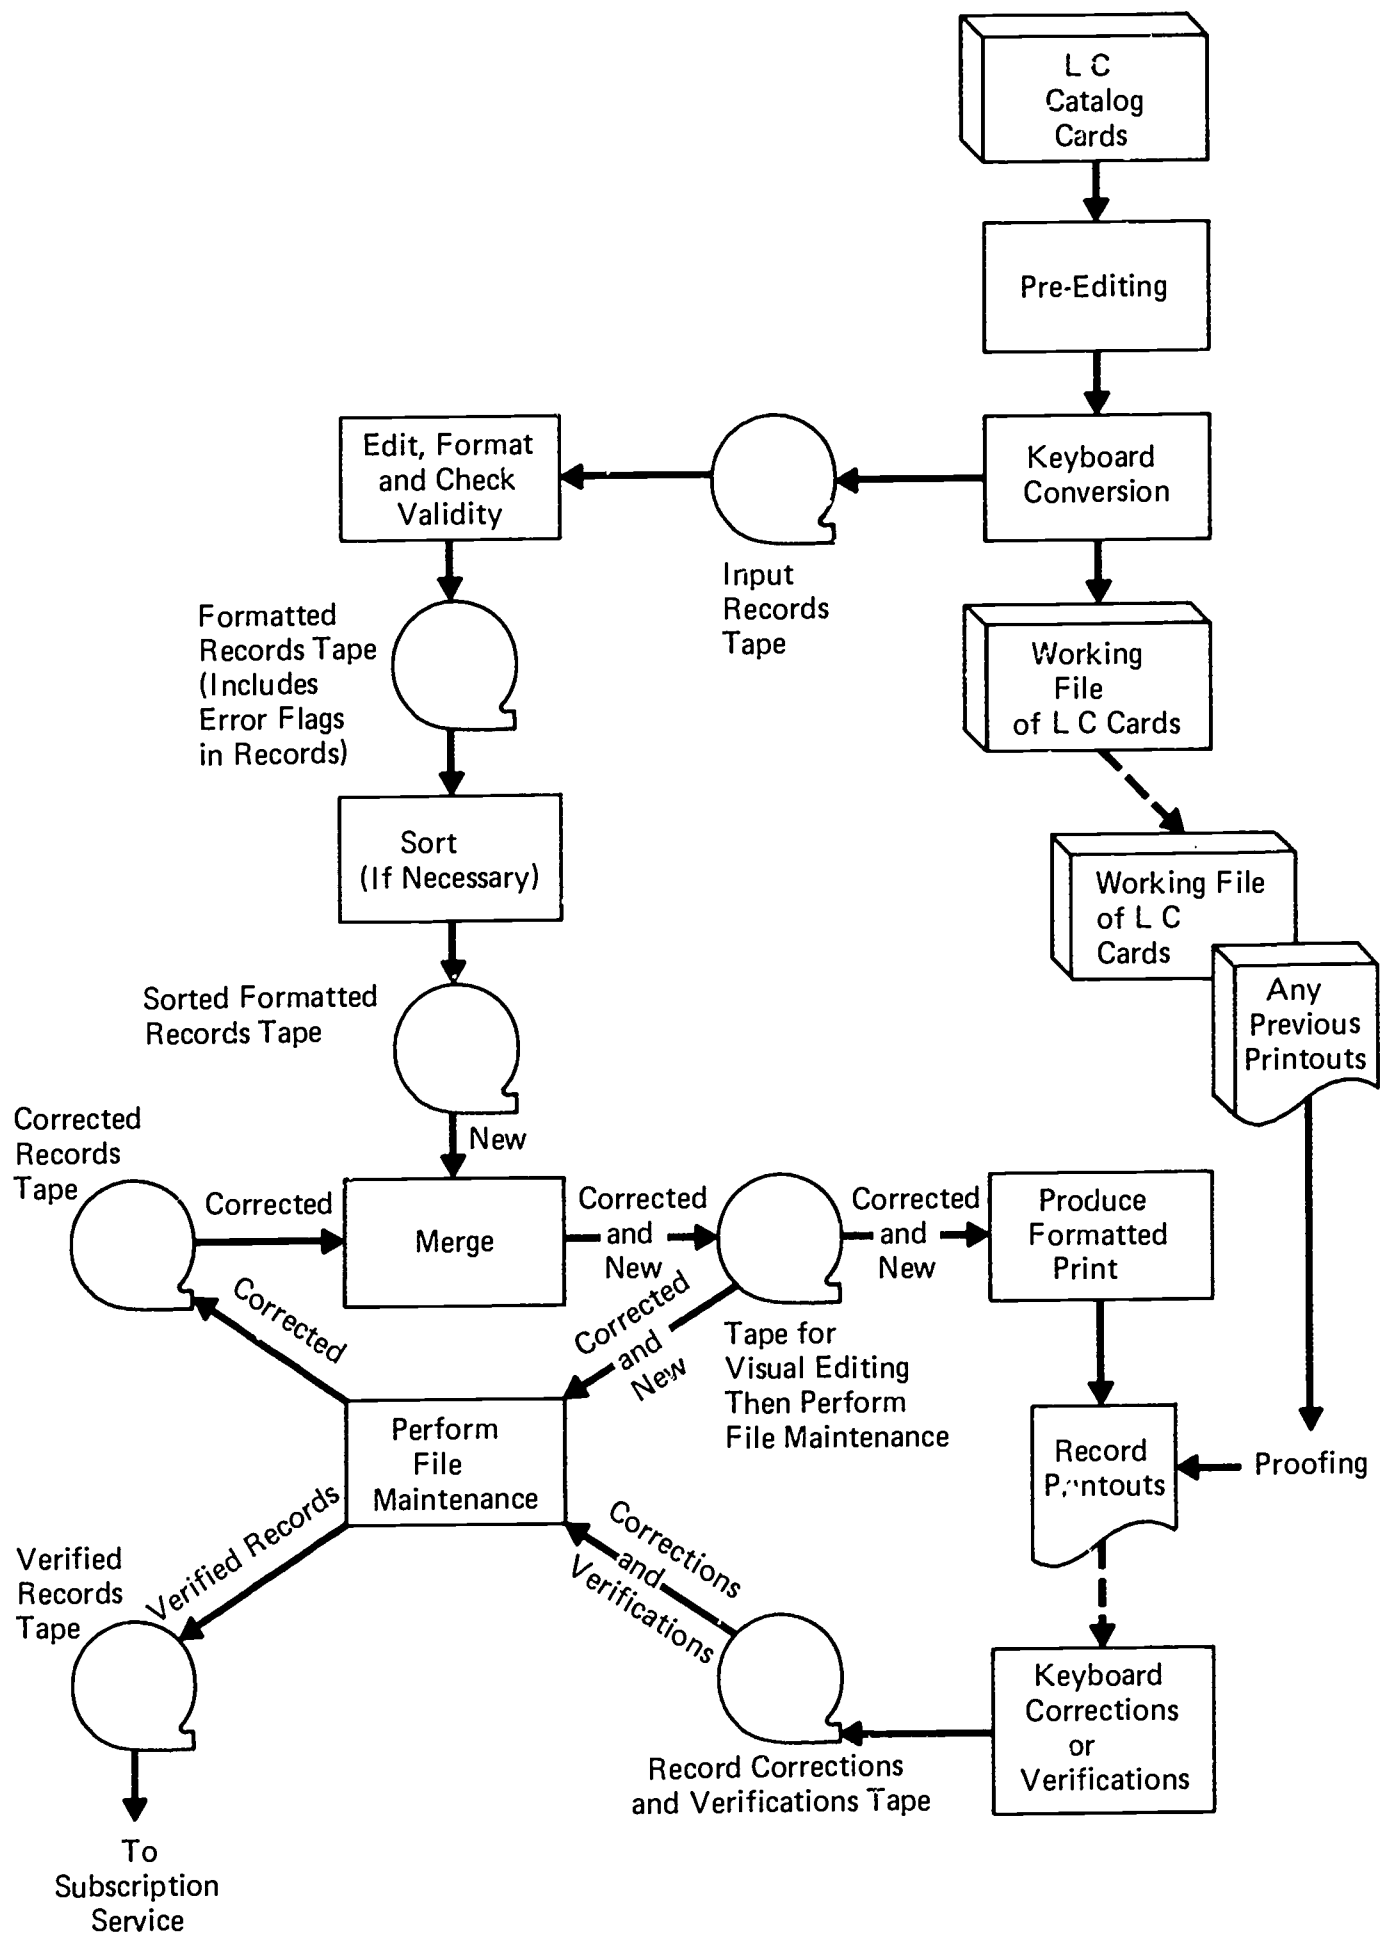 L C
Catalog
Cards
Pre-Editing
Keyboard
Conversion
Input
Records
Tape
Edit, Format
and Check
Validity
Formatted
Records Tape
(Includes
Error Flags
in Records)
Working
File
of L C Cards
Sort
(If Necessary)
Working File
of L C
Cards
Any
Previous
Printouts
Sorted Formatted
Records Tape
New
Corrected
Records
Tape
Corrected
Merge
Corrected
and
New
Corrected
and
New
Produce
Formatted
Print
Corrected
Corrected
and
New
Tape for
Visual Editing
Then Perform
File Maintenance
Perform
File
Maintenance
Record
Printouts
Proofing
Verified Records
Corrections
and
Verifications
Verified
Records
Tape
Keyboard
Corrections
or
Verifications
Record Corrections
and Verifications Tape
To
Subscription
Service